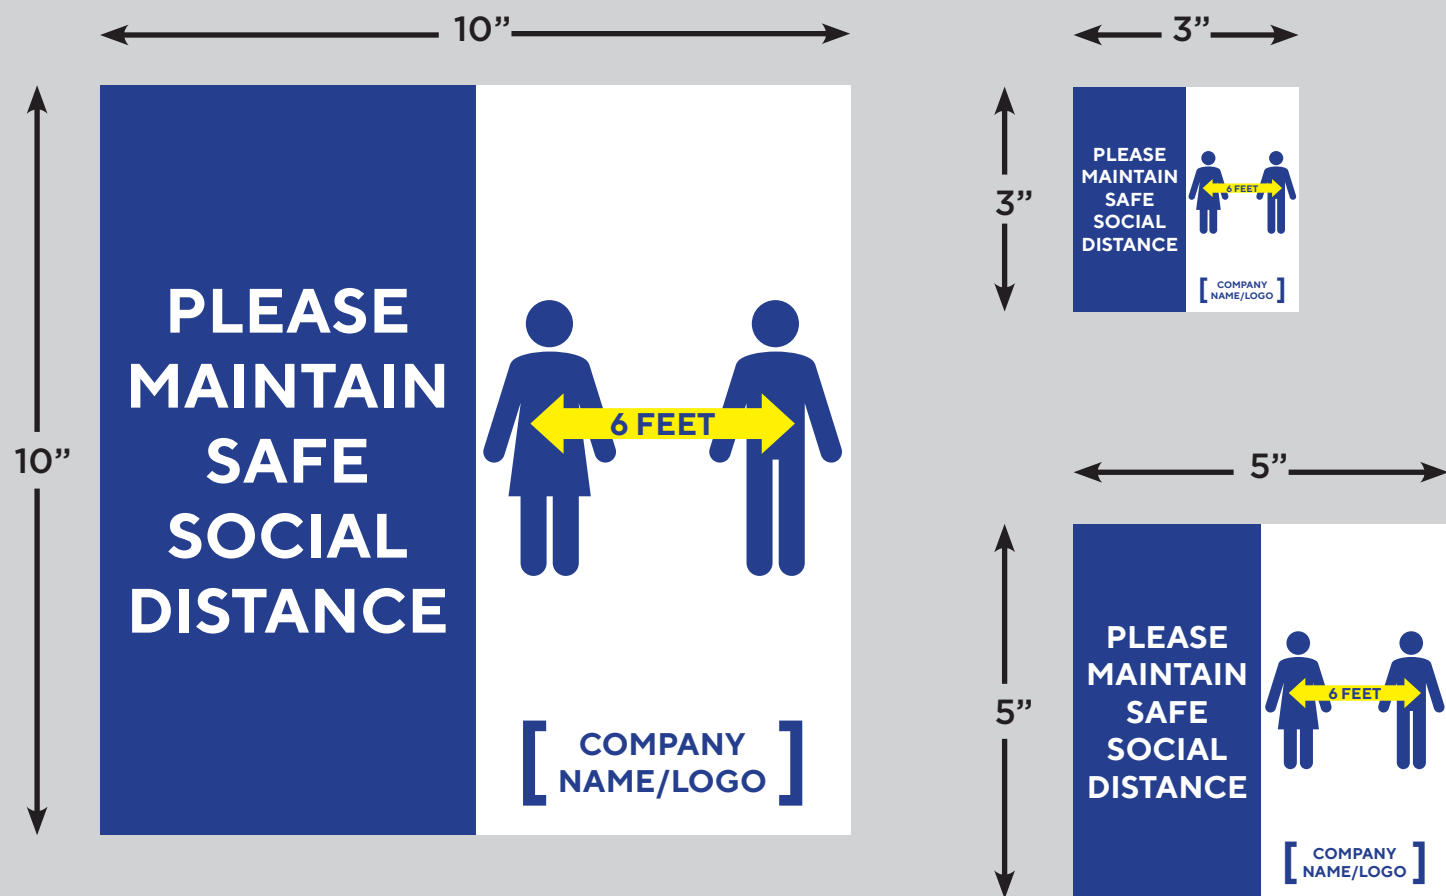 10”
10”
PLEASE
MAINTAIN
SAFE
SOCIAL
DISTANCE
6 FEET
[ COMPANY
NAME/LOGO ]
3”
3”
PLEASE
MAINTAIN
SAFE
SOCIAL
DISTANCE
6 FEET
[ COMPANY
NAME/LOGO ]
5”
5”
PLEASE
MAINTAIN
SAFE
SOCIAL
DISTANCE
6 FEET
[ COMPANY
NAME/LOGO ]